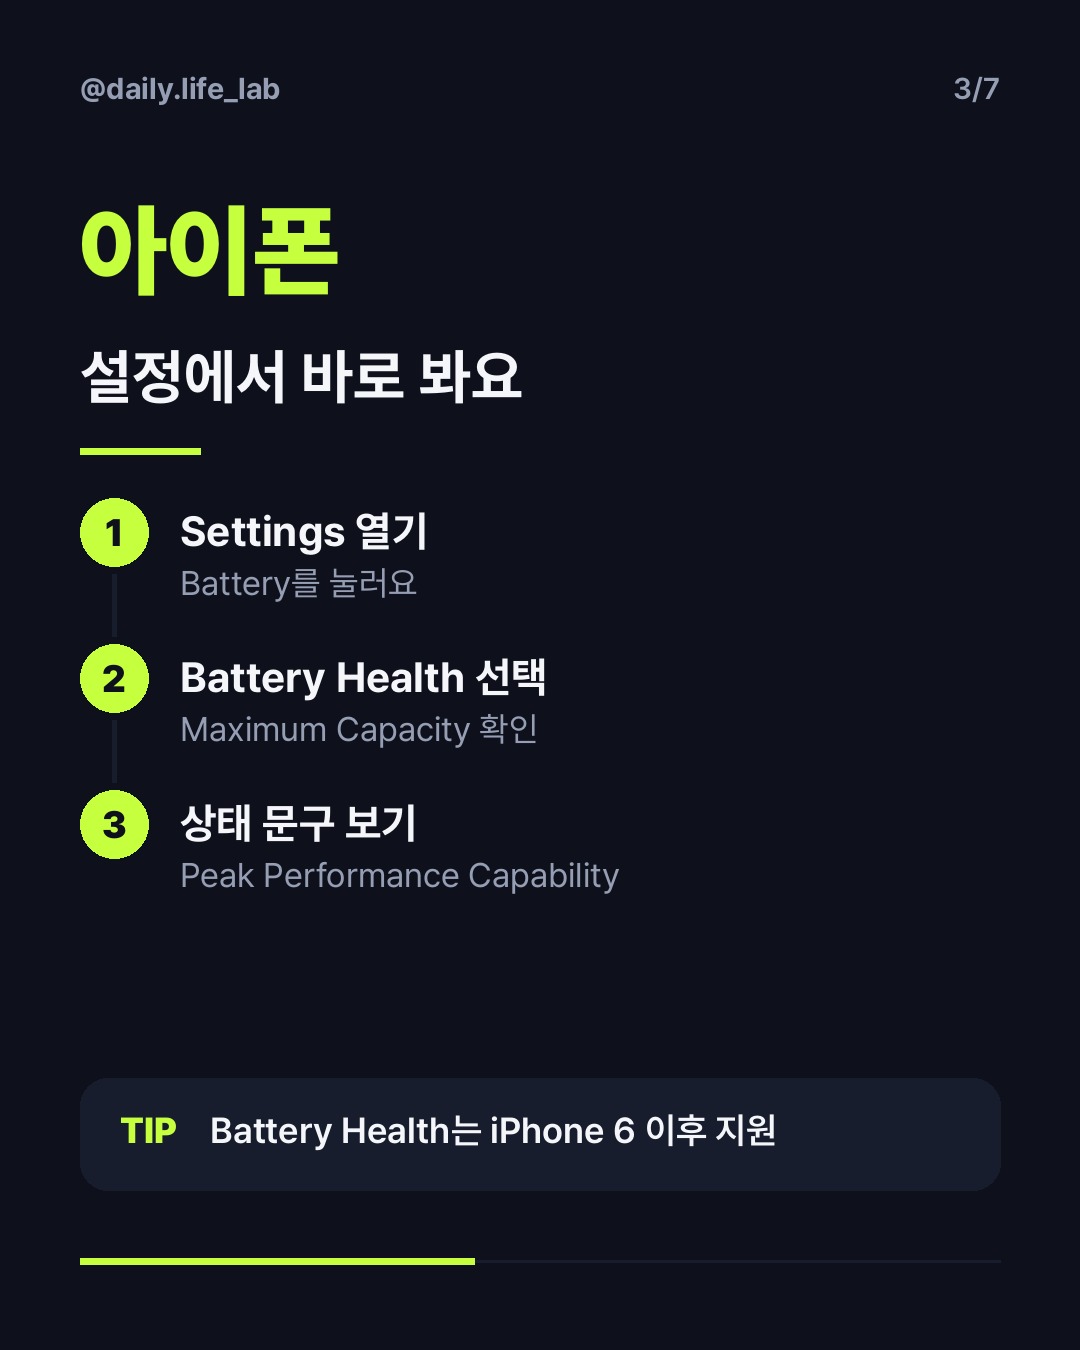 @daily.life_lab
3/7
아이폰
설정에서 바로 봐요
1
Settings 열기
Battery를 눌러요
2
Battery Health 선택
Maximum Capacity 확인
3
상태 문구 보기
Peak Performance Capability
TIP Battery Health는 iPhone 6 이후 지원